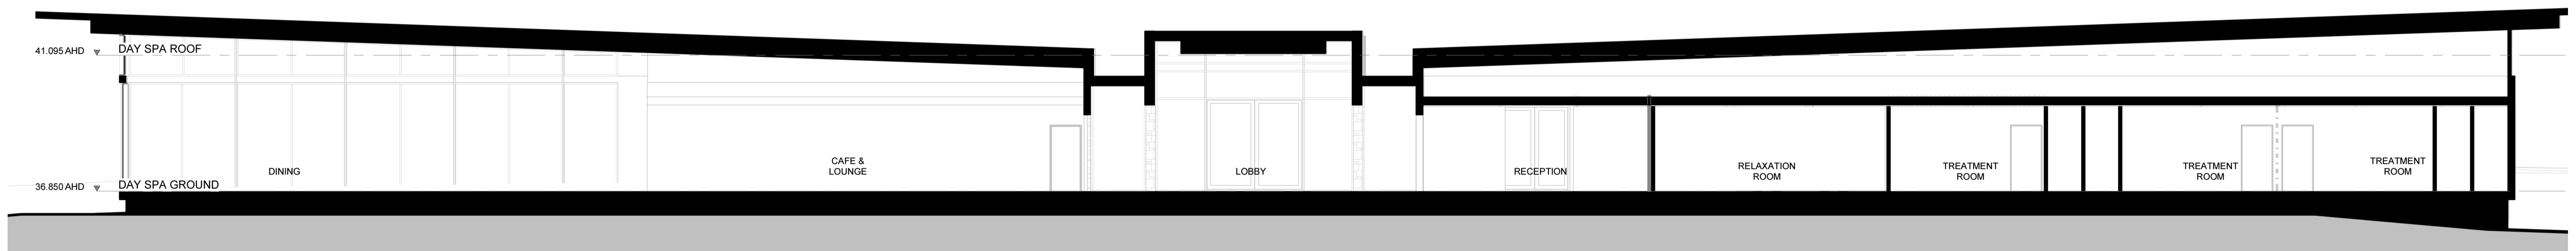 41.095 AHD
DAY SPA ROOF
36.850 AHD
DAY SPA GROUND
DINING
CAFE &
LOUNGE
LOBBY
RECEPTION
RELAXATION
ROOM
TREATMENT
ROOM
TREATMENT
ROOM
TREATMENT
ROOM